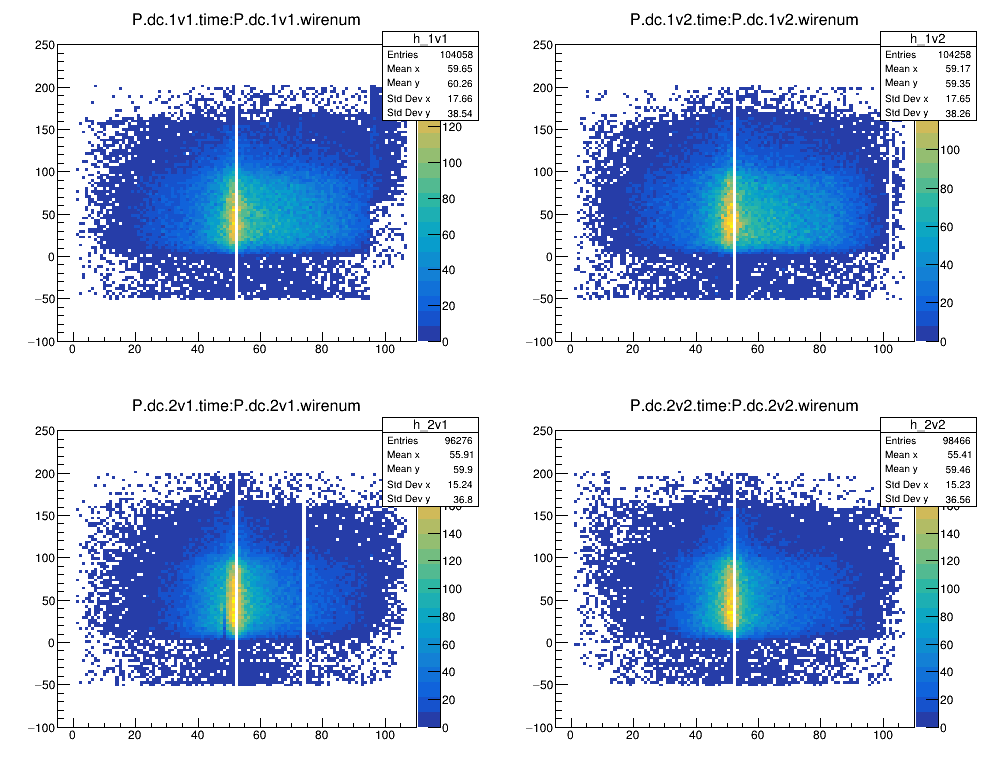 P.dc.1v1.time:P.dc.1v1.wirenum
h_1v1
Entries 104058
Mean x 59.65
Mean y 60.26
Std Dev x 17.66
Std Dev y 38.54
250
200
150
100
50
0
−50
−100
0 20 40 60 80 100
120
100
80
60
40
20
0
P.dc.1v2.time:P.dc.1v2.wirenum
h_1v2
Entries 104258
Mean x 59.17
Mean y 59.35
Std Dev x 17.65
Std Dev y 38.26
250
200
150
100
50
0
−50
−100
0 20 40 60 80 100
100
80
60
40
20
0
P.dc.2v1.time:P.dc.2v1.wirenum
h_2v1
Entries 96276
Mean x 55.91
Mean y 59.9
Std Dev x 15.24
Std Dev y 36.8
250
200
150
100
50
0
−50
−100
0 20 40 60 80 100
160
140
120
100
80
60
40
20
0
P.dc.2v2.time:P.dc.2v2.wirenum
h_2v2
Entries 98466
Mean x 55.41
Mean y 59.46
Std Dev x 15.23
Std Dev y 36.56
250
200
150
100
50
0
−50
−100
0 20 40 60 80 100
160
140
120
100
80
60
40
20
0